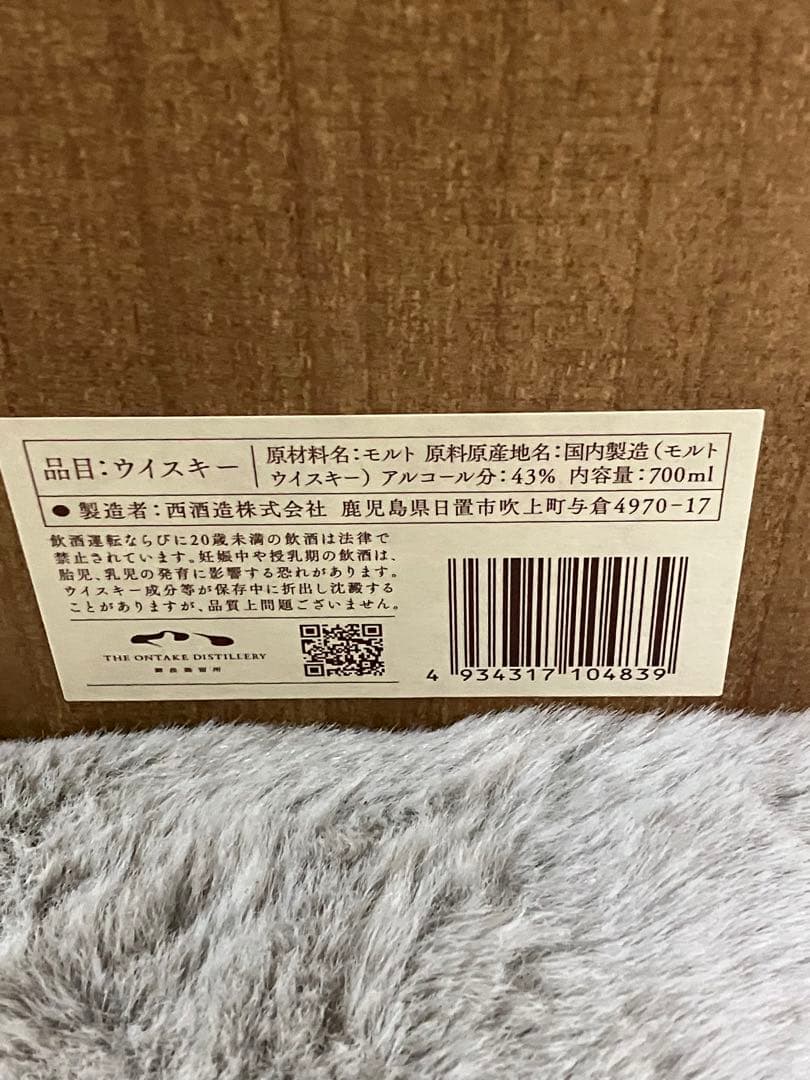 品目：ウイスキー
原材料名：モルト 原料原産地名：国内製造（モルト
ウイスキー） アルコール分：43% 内容量：700ml
● 製造者：西酒造株式会社 鹿児島県日置市吹上町与倉4970-17
飲酒運転ならびに20歳未満の飲酒は法律で
禁止されています。妊娠中や授乳期の飲酒は、
胎児、乳児の発育に影響する恐れがあります。
ウイスキー成分等が保存中に折出し沈澱する
ことがありますが、品質上問題ございません。
THE ONTAKE DISTILLERY
4 934317 104839